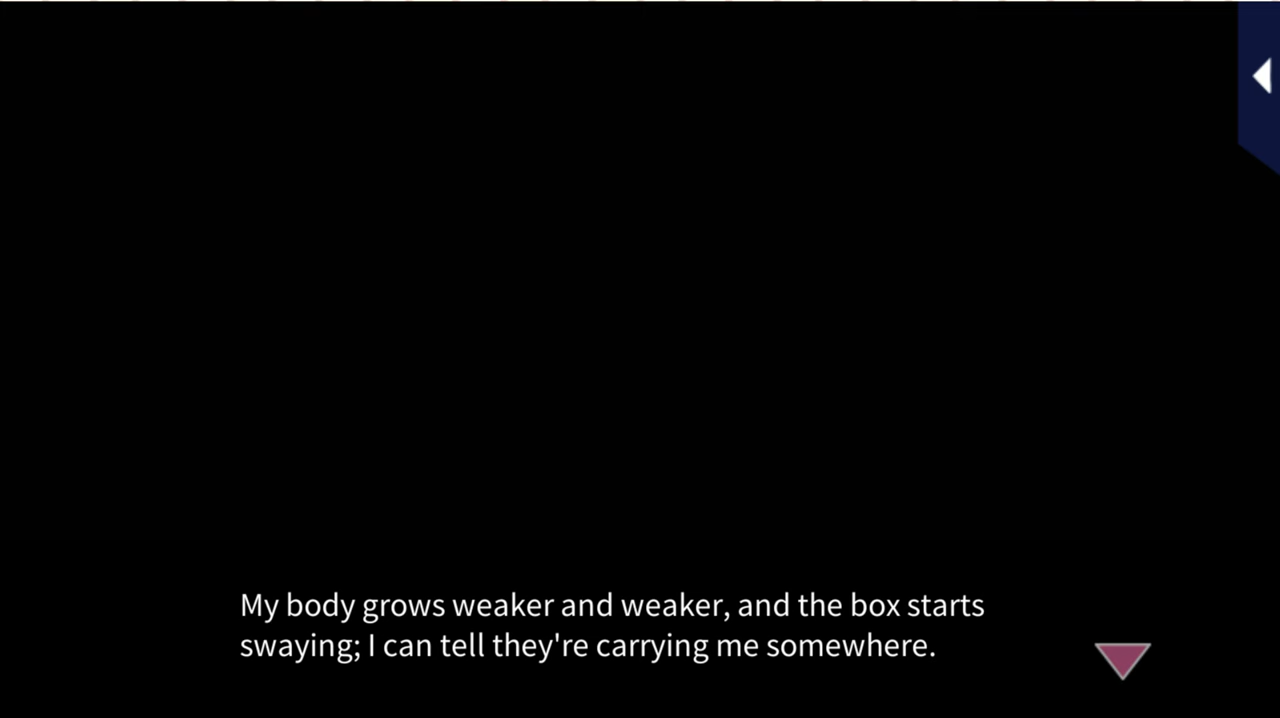 My body grows weaker and weaker, and the box starts
swaying; I can tell they're carrying me somewhere.